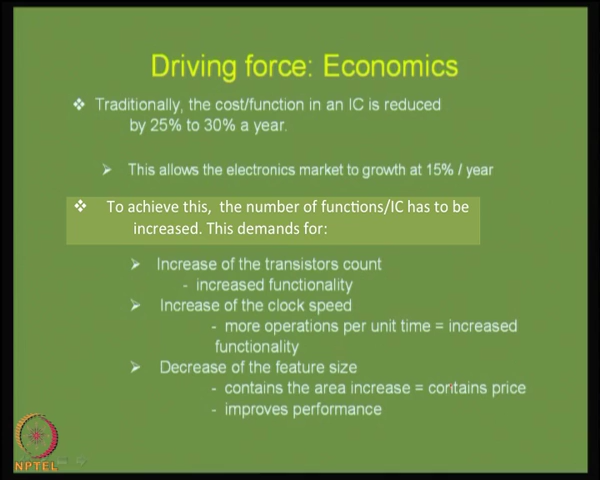 Driving force: Economics
❖ Traditionally, the cost/function in an IC is reduced
by 25% to 30% a year.
➢ This allows the electronics market to growth at 15% / year
❖ To achieve this, the number of functions/IC has to be
increased. This demands for:
➢ Increase of the transistors count
- increased functionality
➢ Increase of the clock speed
- more operations per unit time = increased
functionality
➢ Decrease of the feature size
- contains the area increase = contains price
- improves performance
NPTEL